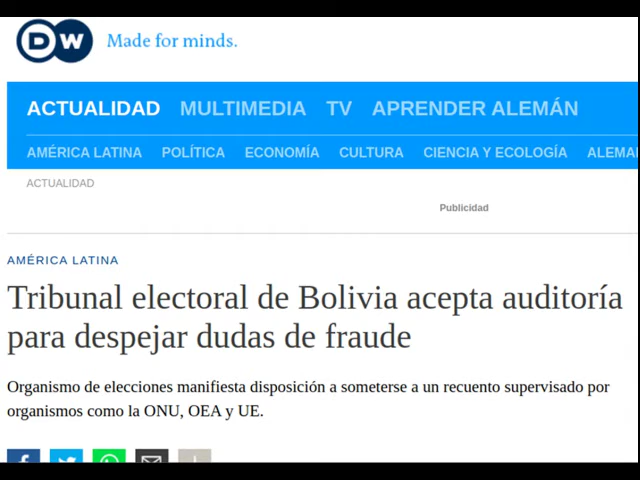 DW Made for minds.
ACTUALIDAD MULTIMEDIA TV APRENDER ALEMÁN
AMÉRICA LATINA POLÍTICA ECONOMÍA CULTURA CIENCIA Y ECOLOGÍA ALEMA
ACTUALIDAD
Publicidad
AMÉRICA LATINA
Tribunal electoral de Bolivia acepta auditoría
para despejar dudas de fraude
Organismo de elecciones manifiesta disposición a someterse a un recuento supervisado por
organismos como la ONU, OEA y UE.